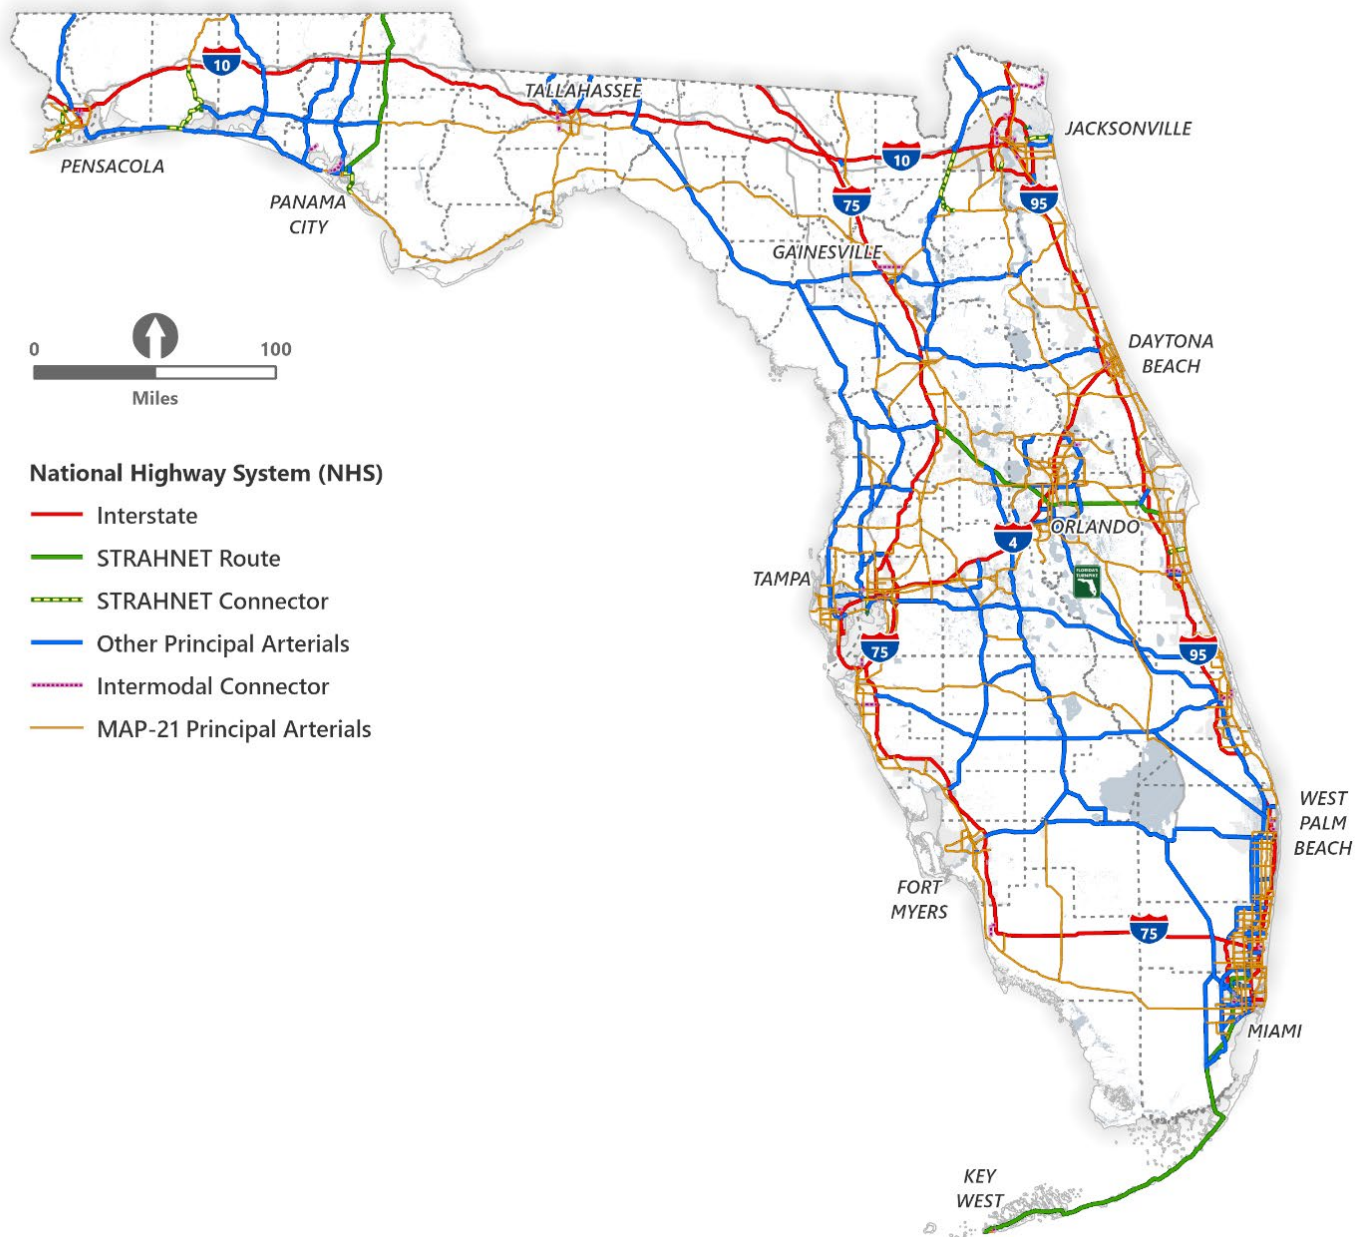 10
TALLAHASSEE
JACKSONVILLE
PENSACOLA
10
PANAMA
CITY
75
95
GAINESVILLE
0
100
Miles
DAYTONA
BEACH
National Highway System (NHS)
Interstate
STRAHNET Route
STRAHNET Connector
Other Principal Arterials
Intermodal Connector
MAP-21 Principal Arterials
ORLANDO
4
TAMPA
FLORIDA'S
TURNPIKE
75
95
WEST
PALM
BEACH
FORT
MYERS
75
MIAMI
KEY
WEST